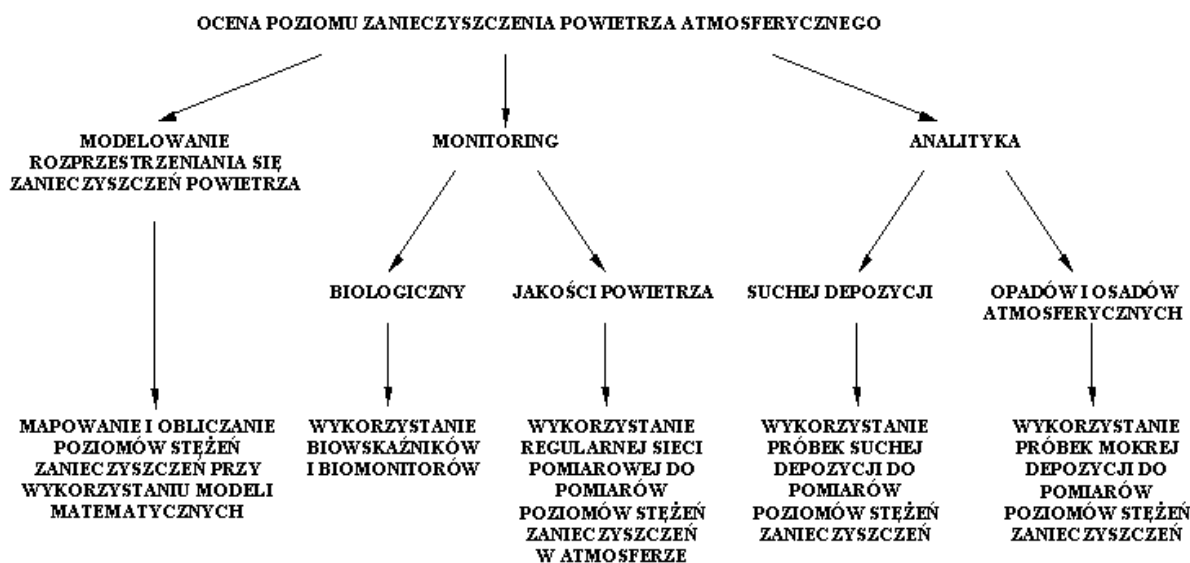 OCENA POZIOMU ZANIECZYSZCZENIA POWIETRZA ATMOSFERYCZNEGO
MODELOWANIE
ROZPRZESTRZENIANIA SIĘ
ZANIECZYSZCZEŃ POWIETRZA
MONITORING
ANALITYKA
BIOLOGICZNY
JAKOŚCI POWIETRZA
SUCHEJ DEPOZYCJI
OPADÓW I OSADÓW
ATMOSFERYCZNYCH
MAPOWANIE I OBLICZANIE
POZIOMÓW STĘŻEŃ
ZANIECZYSZCZEŃ PRZY
WYKORZYSTANIU MODELI
MATEMATYCZNYCH
WYKORZYSTANIE
BIOWSKAŹNIKÓW
I BIOMONITORÓW
WYKORZYSTANIE
REGULARNEJ SIECI
POMIAROWEJ DO
POMIARÓW
POZIOMÓW STĘŻEŃ
ZANIECZYSZCZEŃ
W ATMOSFERZE
WYKORZYSTANIE
PRÓBEK SUCHEJ
DEPOZYCJI DO
POMIARÓW
POZIOMÓW STĘŻEŃ
ZANIECZYSZCZEŃ
WYKORZYSTANIE
PRÓBEK MOKREJ
DEPOZYCJI DO
POMIARÓW
POZIOMÓW STĘŻEŃ
ZANIECZYSZCZEŃ